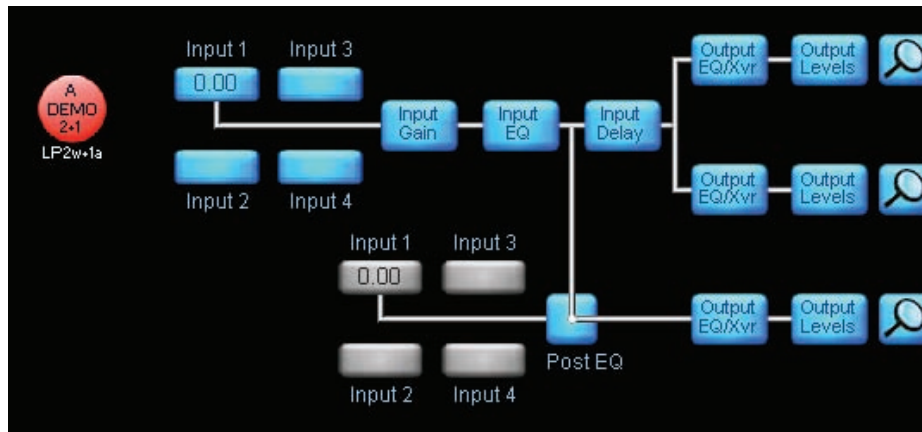 Input 1 Input 3
0.00
A
DEMO
2+1
LP2w+1a
Input 2 Input 4
Input
Gain
Input
EQ
Input
Delay
Output
EQ/Xvr
Output
Levels
Output
EQ/Xvr
Output
Levels
Input 1 Input 3
0.00
Input 2 Input 4
Post EQ
Output
EQ/Xvr
Output
Levels